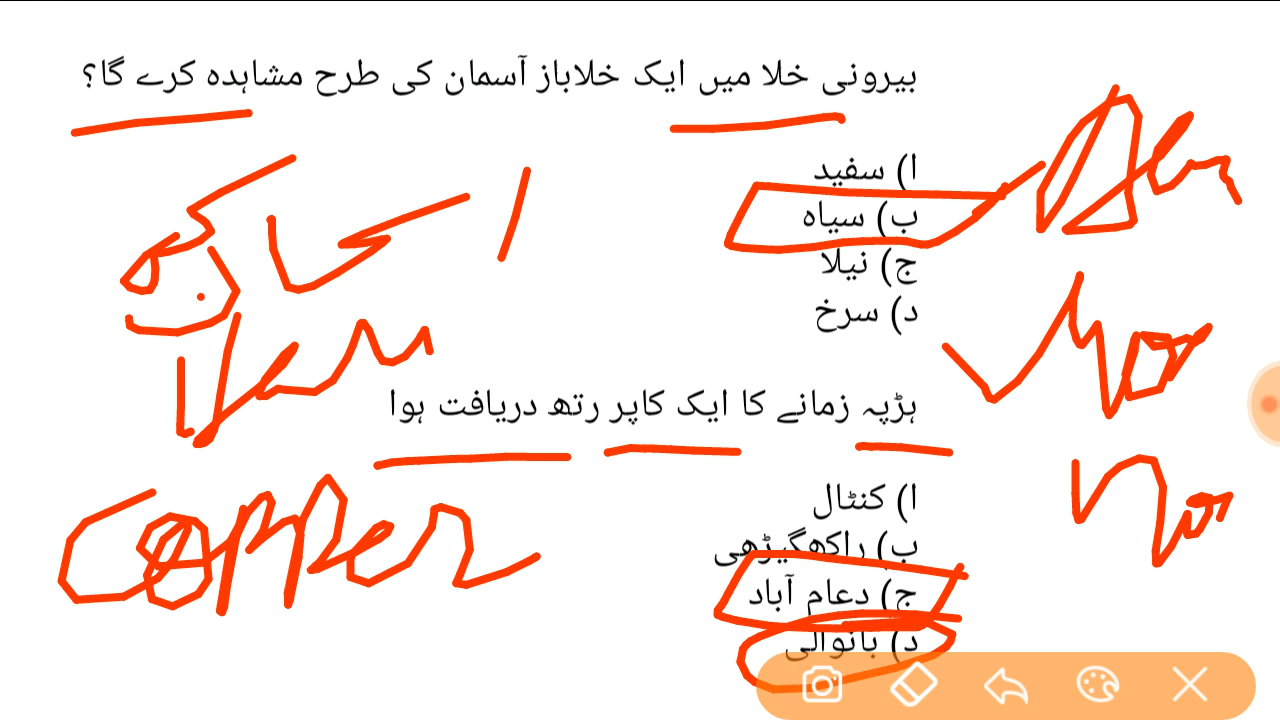 بیرونی خلا میں ایک خلاباز آسمان کی طرح مشاہدہ کرے گا؟
ا) سفید
ب) سیاہ
ج) نیلا
د) سرخ
ہڑپہ زمانے کا ایک کاپر رتھ دریافت ہوا
ا) کنٹال
ب) راکھگیڑھی
ج) دعام آباد
د) بانوالی
Copper